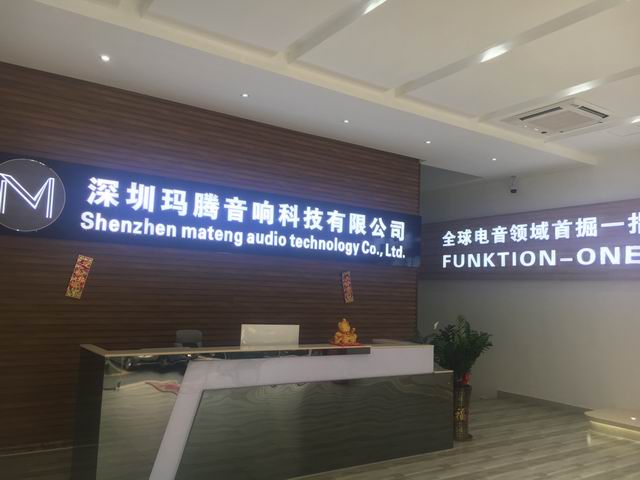 M
深圳玛腾音响科技有限公司
Shenzhen mateng audio technology Co., Ltd.
全球电音领域首掘一指
FUNKTION-ONE